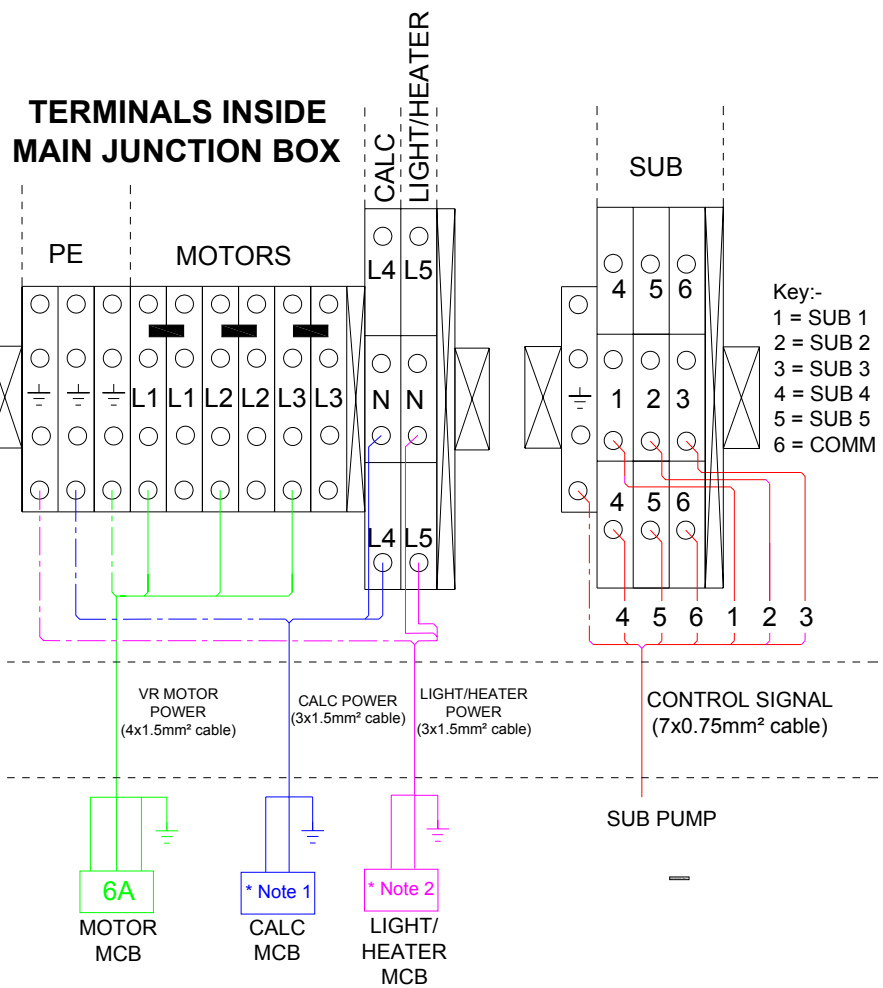 TERMINALS INSIDE
MAIN JUNCTION BOX
CALC
LIGHT/HEATER
SUB
PE
MOTORS
L4 L5
4 5 6
Key:-
1 = SUB 1
2 = SUB 2
3 = SUB 3
4 = SUB 4
5 = SUB 5
6 = COMM
L1 L1 L2 L2 L3 L3
N N
1 2 3
4 5 6
L4 L5
4 5 6 1 2 3
VR MOTOR
POWER
(4x1.5mm² cable)
CALC POWER
(3x1.5mm² cable)
LIGHT/HEATER
POWER
(3x1.5mm² cable)
CONTROL SIGNAL
(7x0.75mm² cable)
SUB PUMP
6A
MOTOR
MCB
* Note 1
CALC
MCB
* Note 2
LIGHT/
HEATER
MCB